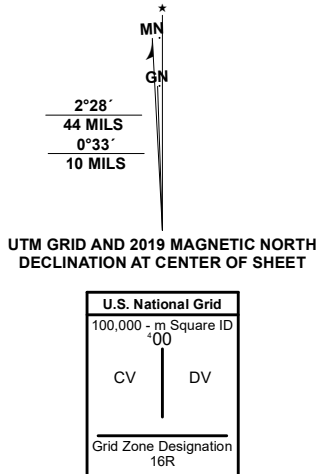 ★
MN
GN
2°28´
44 MILS
0°33´
10 MILS
UTM GRID AND 2019 MAGNETIC NORTH
DECLINATION AT CENTER OF SHEET
U.S. National Grid
100,000 - m Square ID
⁴00
CV DV
Grid Zone Designation
16R